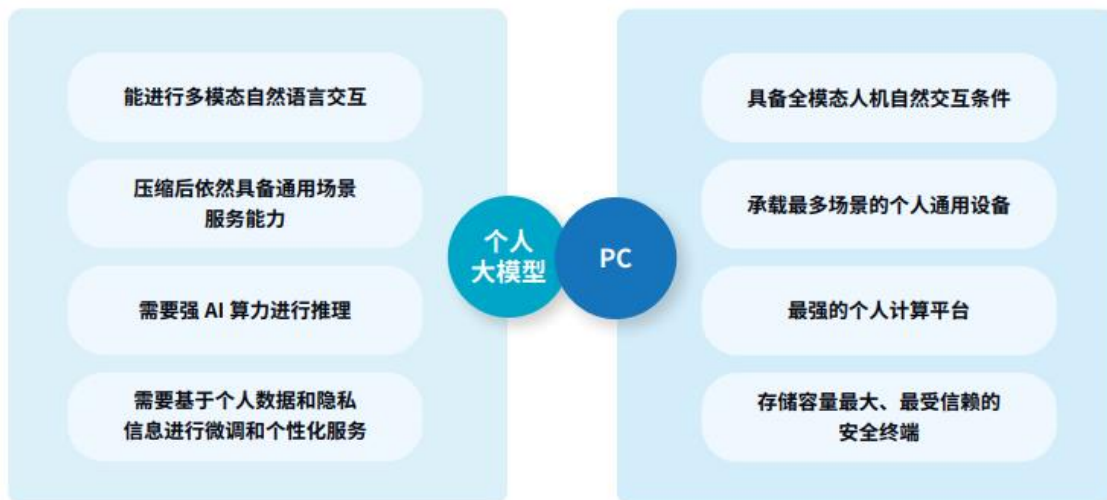 能进行多模态自然语言交互
压缩后依然具备通用场景
服务能力
需要强 AI 算力进行推理
需要基于个人数据和隐私
信息进行微调和个性化服务
个人
大模型
PC
具备全模态人机自然交互条件
承载最多场景的个人通用设备
最强的个人计算平台
存储容量最大、最受信赖的
安全终端